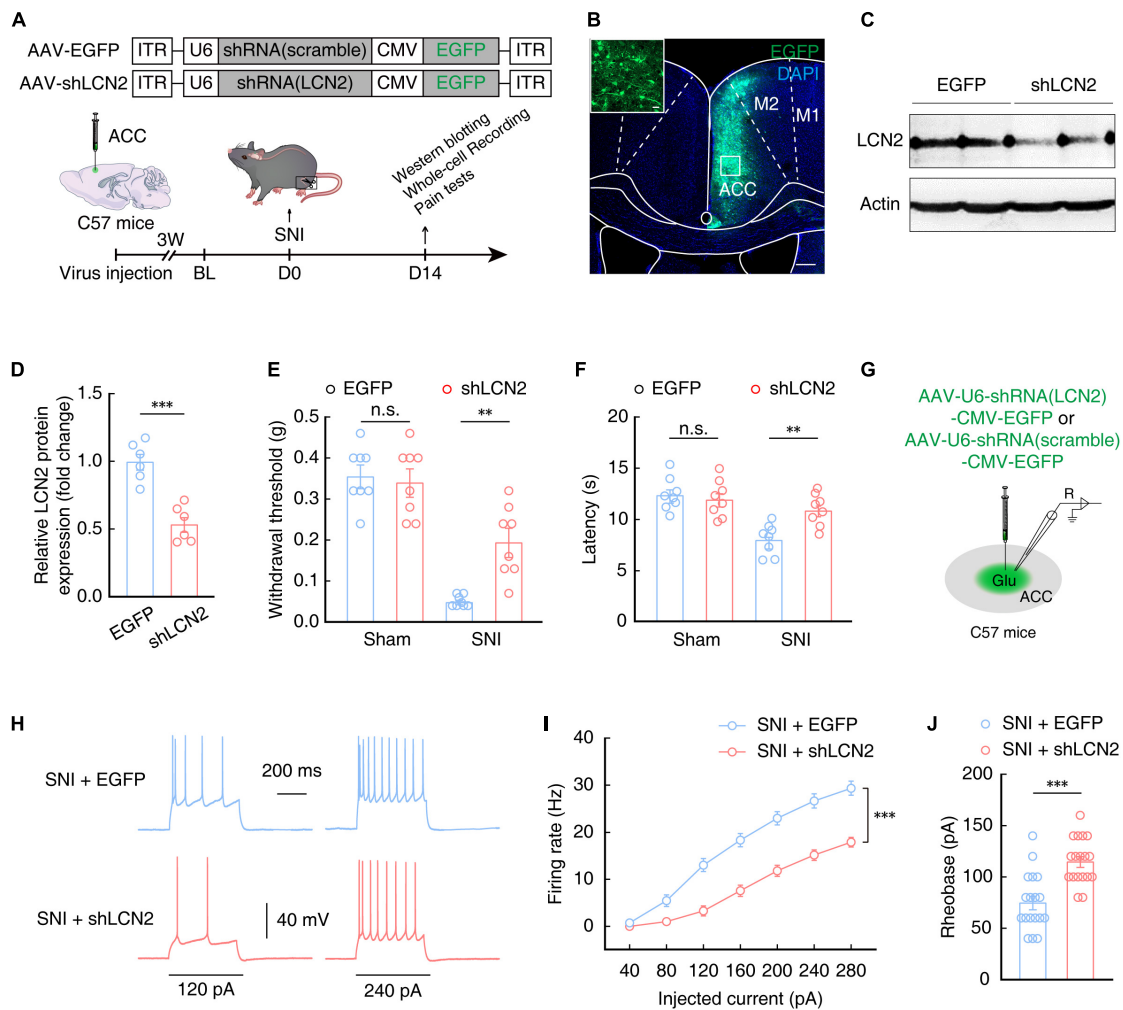 A
AAV-EGFP
ITR
U6
shRNA(scramble)
CMV
EGFP
ITR
AAV-shLCN2
ITR
U6
shRNA(LCN2)
CMV
EGFP
ITR
ACC
C57 mice
SNI
Western blotting
Whole-cell Recording
Pain tests
3W
Virus injection
BL
D0
D14
B
EGFP
DAPI
M2
M1
ACC
C
EGFP
shLCN2
LCN2
Actin
D
Relative LCN2 protein
expression (fold change)
1.5
1.0
0.5
0.0
***
EGFP
shLCN2
E
EGFP
shLCN2
Withdrawal threshold (g)
0.5
0.4
0.3
0.2
0.1
0.0
n.s.
**
Sham
SNI
F
EGFP
shLCN2
Latency (s)
20
15
10
5
0
n.s.
**
Sham
SNI
G
AAV-U6-shRNA(LCN2)
-CMV-EGFP or
AAV-U6-shRNA(scramble)
-CMV-EGFP
R
Glu
ACC
C57 mice
H
SNI + EGFP
200 ms
SNI + shLCN2
40 mV
120 pA
240 pA
I
SNI + EGFP
SNI + shLCN2
Firing rate (Hz)
40
30
20
10
0
***
40
80
120
160
200
240
280
Injected current (pA)
J
SNI + EGFP
SNI + shLCN2
Rheobase (pA)
200
150
100
50
0
***